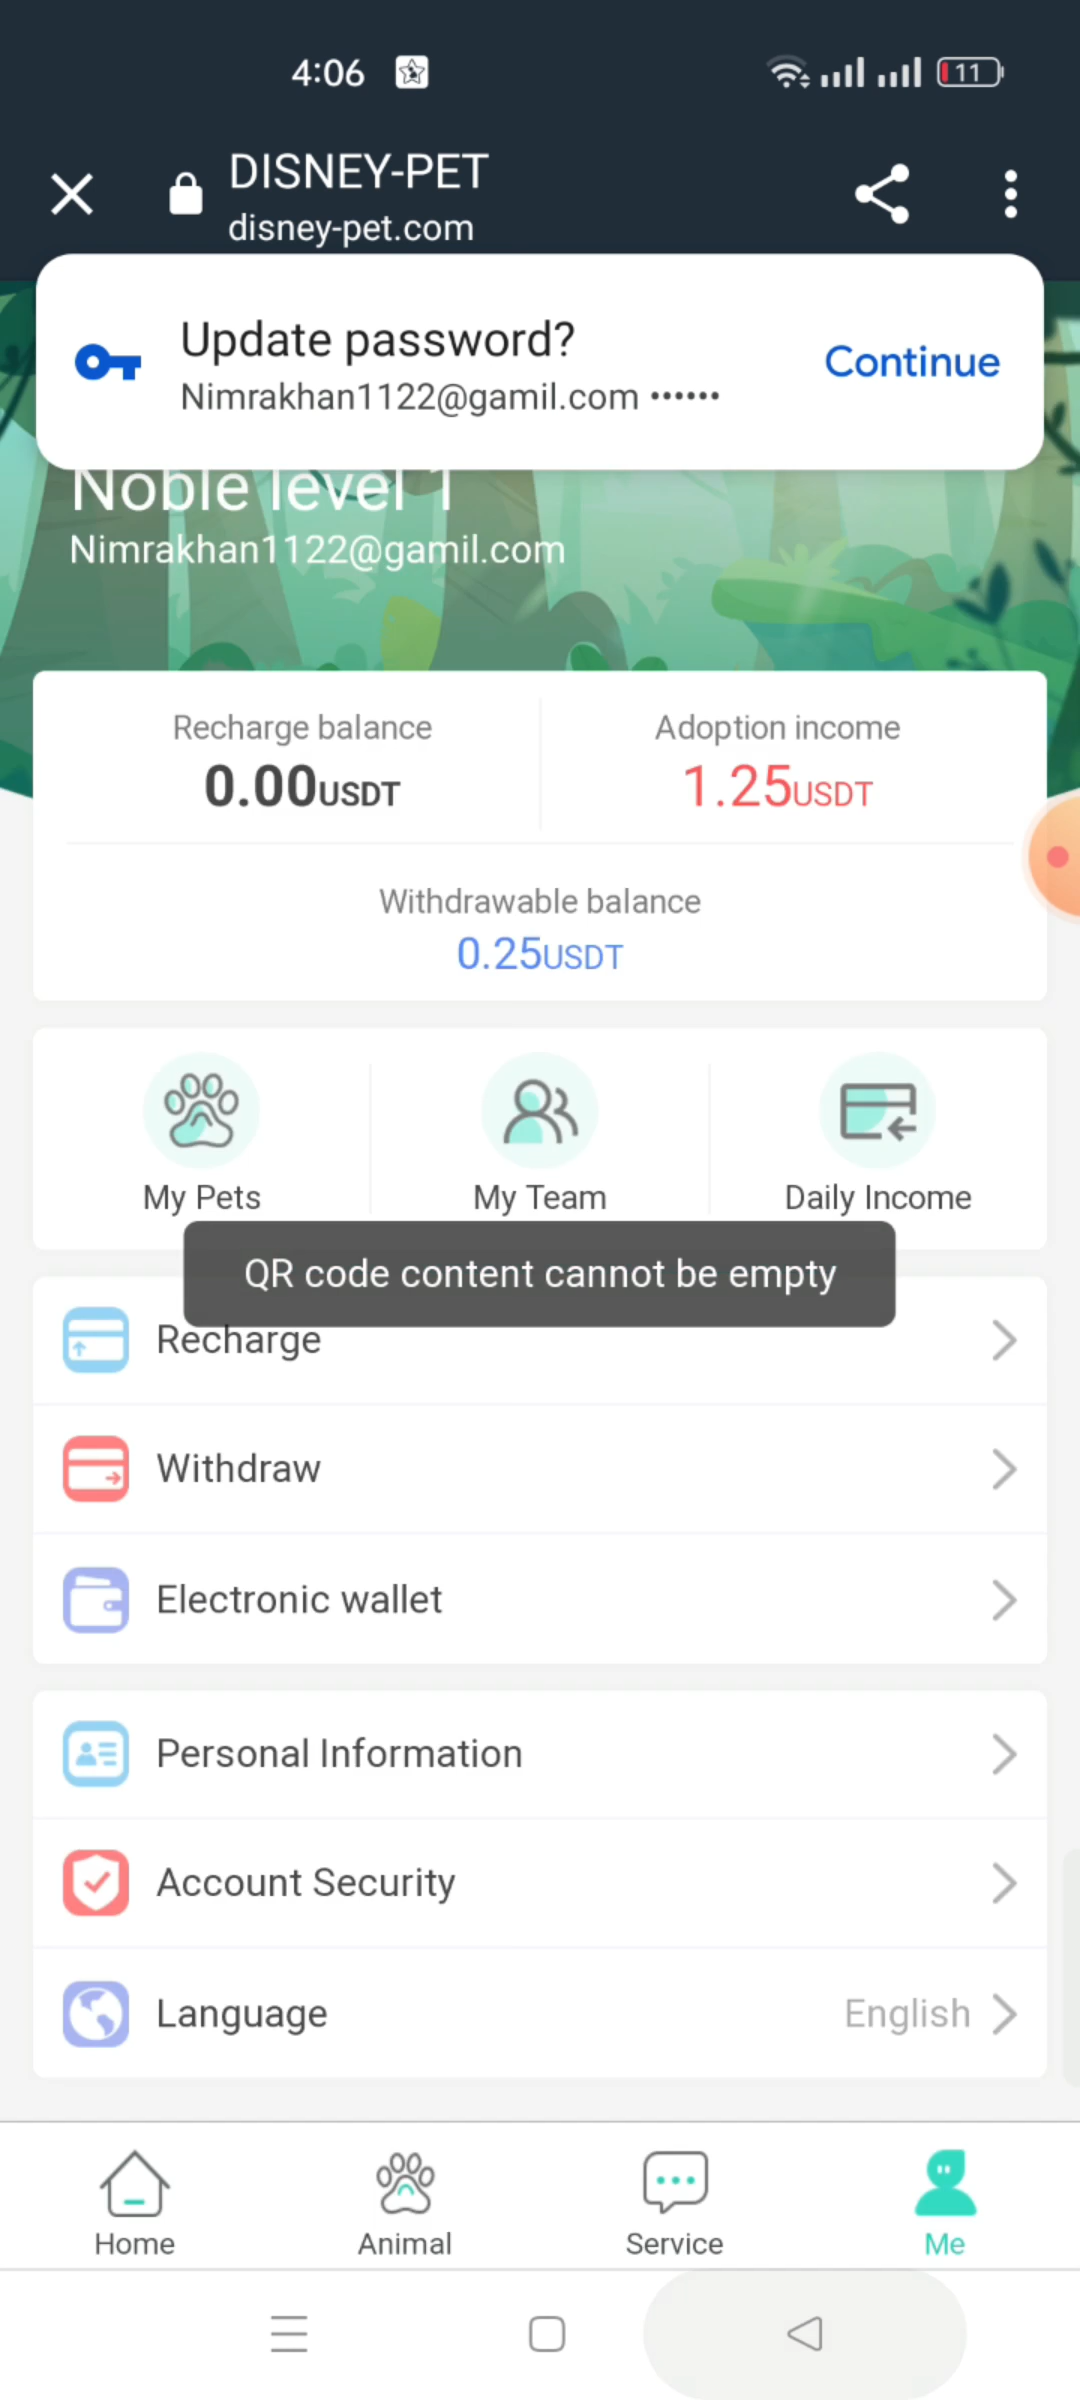 4:06
11
DISNEY-PET
disney-pet.com
Update password?
Nimrakhan1122@gamil.com ••••••
Continue
Noble level 1
Nimrakhan1122@gamil.com
Recharge balance
0.00USDT
Adoption income
1.25USDT
Withdrawable balance
0.25USDT
My Pets
My Team
Daily Income
QR code content cannot be empty
Recharge
Withdraw
Electronic wallet
Personal Information
Account Security
Language
English
Home
Animal
Service
Me